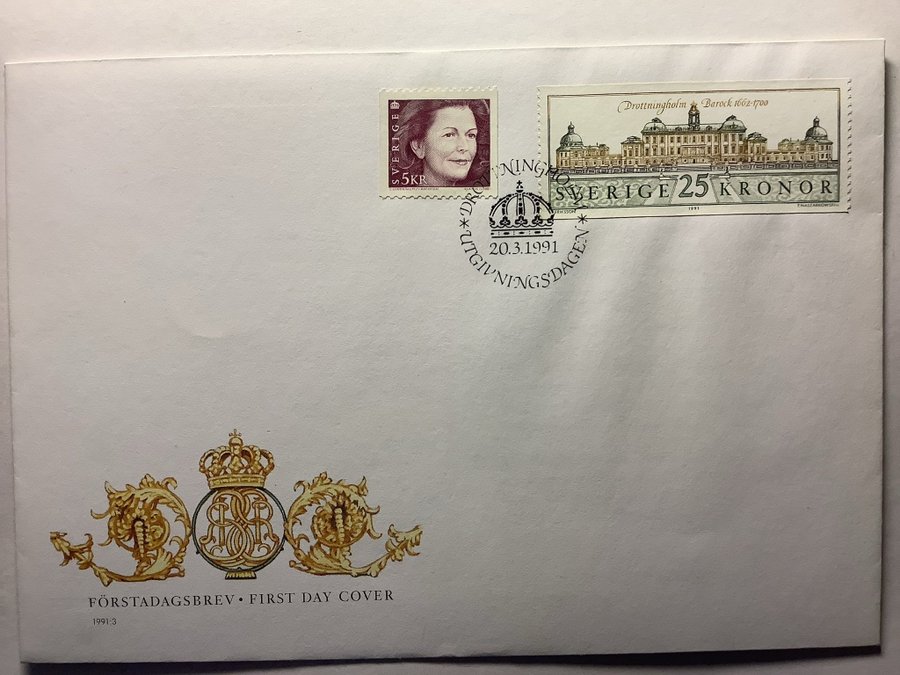 SVERIGE
5KR
Drottningholm Barock 1662-1700
SVERIGE 25 KRONOR
1991
DROTTNINGHOLM
20.3.1991
* UTGIVNINGSDAGEN *
FÖRSTADAGSBREV • FIRST DAY COVER
1991:3